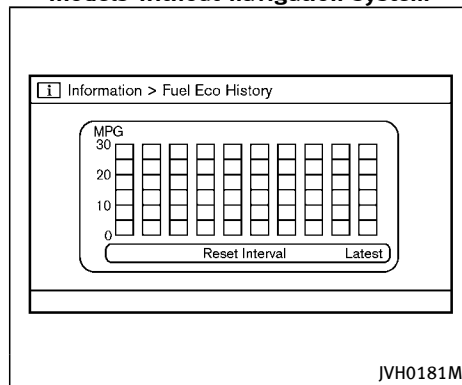 Models without navigation system
i Information > Fuel Eco History
MPG
30
20
10
0
Reset Interval Latest
JVH0181M